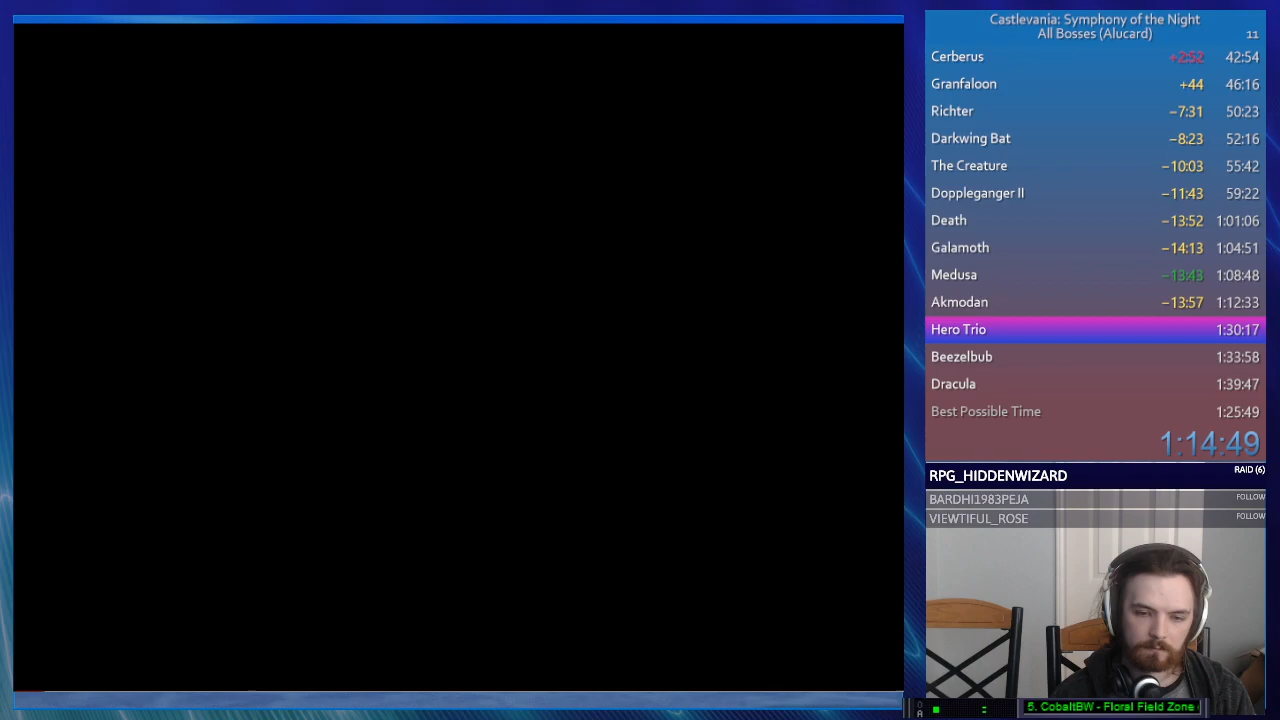 Castlevania: Symphony of the Night
All Bosses (Alucard) 11
Cerberus +2:52 42:54
Granfaloon +44 46:16
Richter −7:31 50:23
Darkwing Bat −8:23 52:16
The Creature −10:03 55:42
Doppleganger II −11:43 59:22
Death −13:52 1:01:06
Galamoth −14:13 1:04:51
Medusa −13:43 1:08:48
Akmodan −13:57 1:12:33
Hero Trio 1:30:17
Beezelbub 1:33:58
Dracula 1:39:47
Best Possible Time 1:25:49
1:14:49
RPG_HIDDENWIZARD RAID (6)
BARDHI1983PEJA FOLLOW
VIEWTIFUL_ROSE FOLLOW
5. CobaltBW - Floral Field Zone